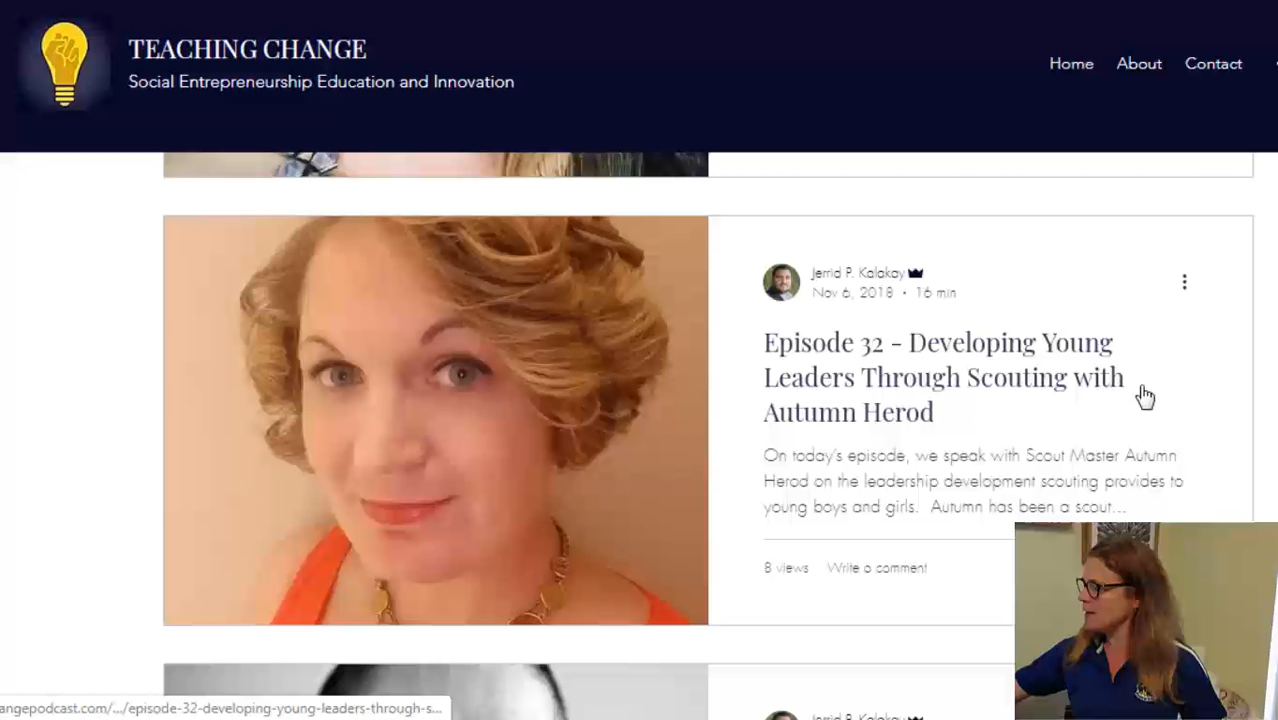 TEACHING CHANGE
Social Entrepreneurship Education and Innovation
Home About Contact
Jerrid P. Kalakay
Nov 6, 2018 · 16 min
Episode 32 - Developing Young
Leaders Through Scouting with
Autumn Herod
On today's episode, we speak with Scout Master Autumn
Herod on the leadership development scouting provides to
young boys and girls. Autumn has been a scout...
8 views Write a comment
angepodcast.com/.../episode-32-developing-young-leaders-through-s...
Jerrid P. Kalakay